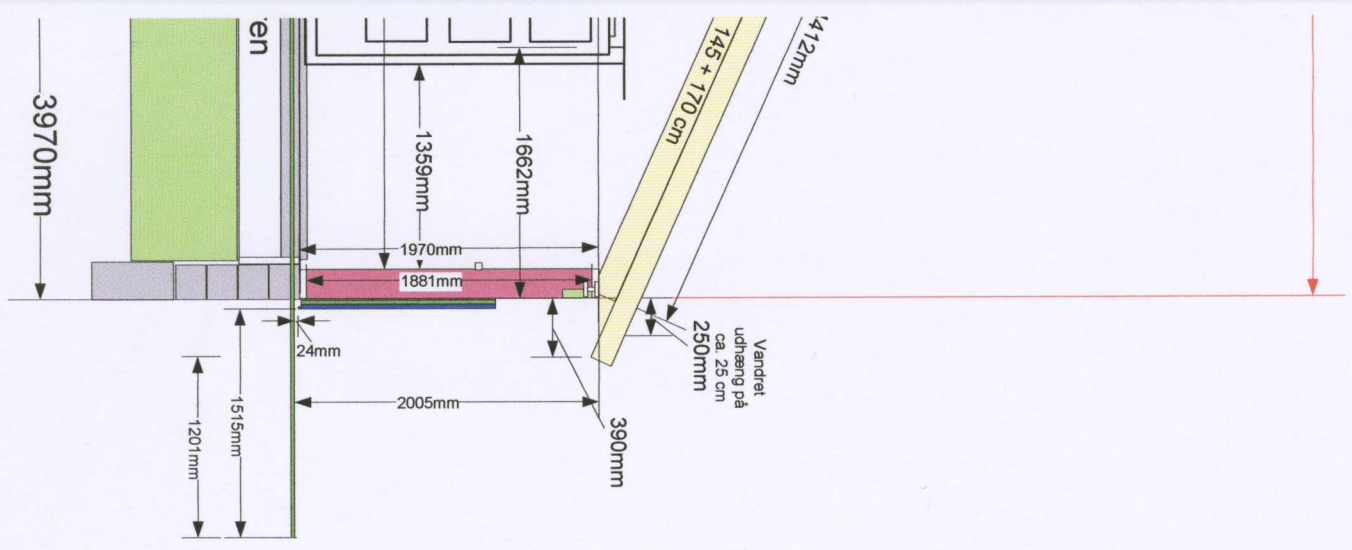 3970mm
en
1359mm
1662mm
145 + 170 cm
412mm
1970mm
1881mm
24mm
250mm
Vandret
udhæng på
ca. 25 cm
2005mm
390mm
1515mm
1201mm